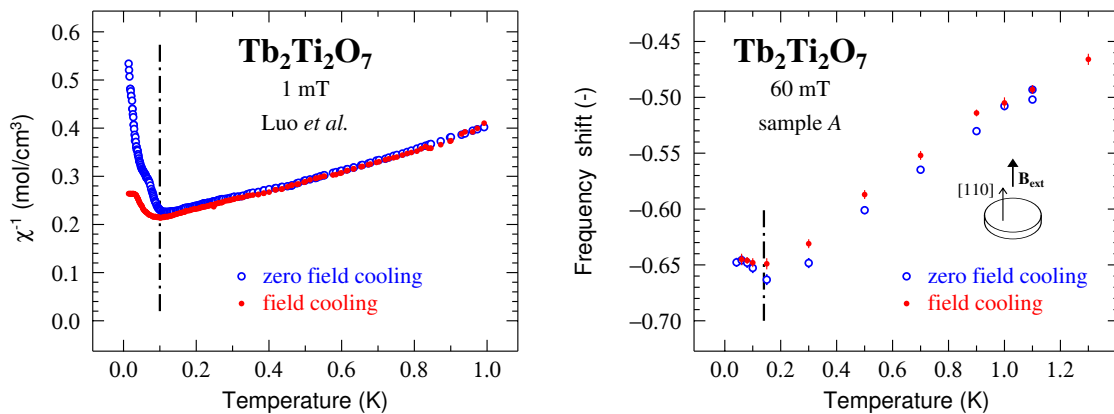 Tb2Ti2O7
1 mT
Luo et al.
zero field cooling
field cooling
χ-1 (mol/cm3)
0.6
0.5
0.4
0.3
0.2
0.1
0.0
0.0 0.2 0.4 0.6 0.8 1.0
Temperature (K)
Tb2Ti2O7
60 mT
sample A
[110]
Bext
zero field cooling
field cooling
Frequency shift (-)
−0.45
−0.50
−0.55
−0.60
−0.65
−0.70
0.0 0.2 0.4 0.6 0.8 1.0 1.2
Temperature (K)